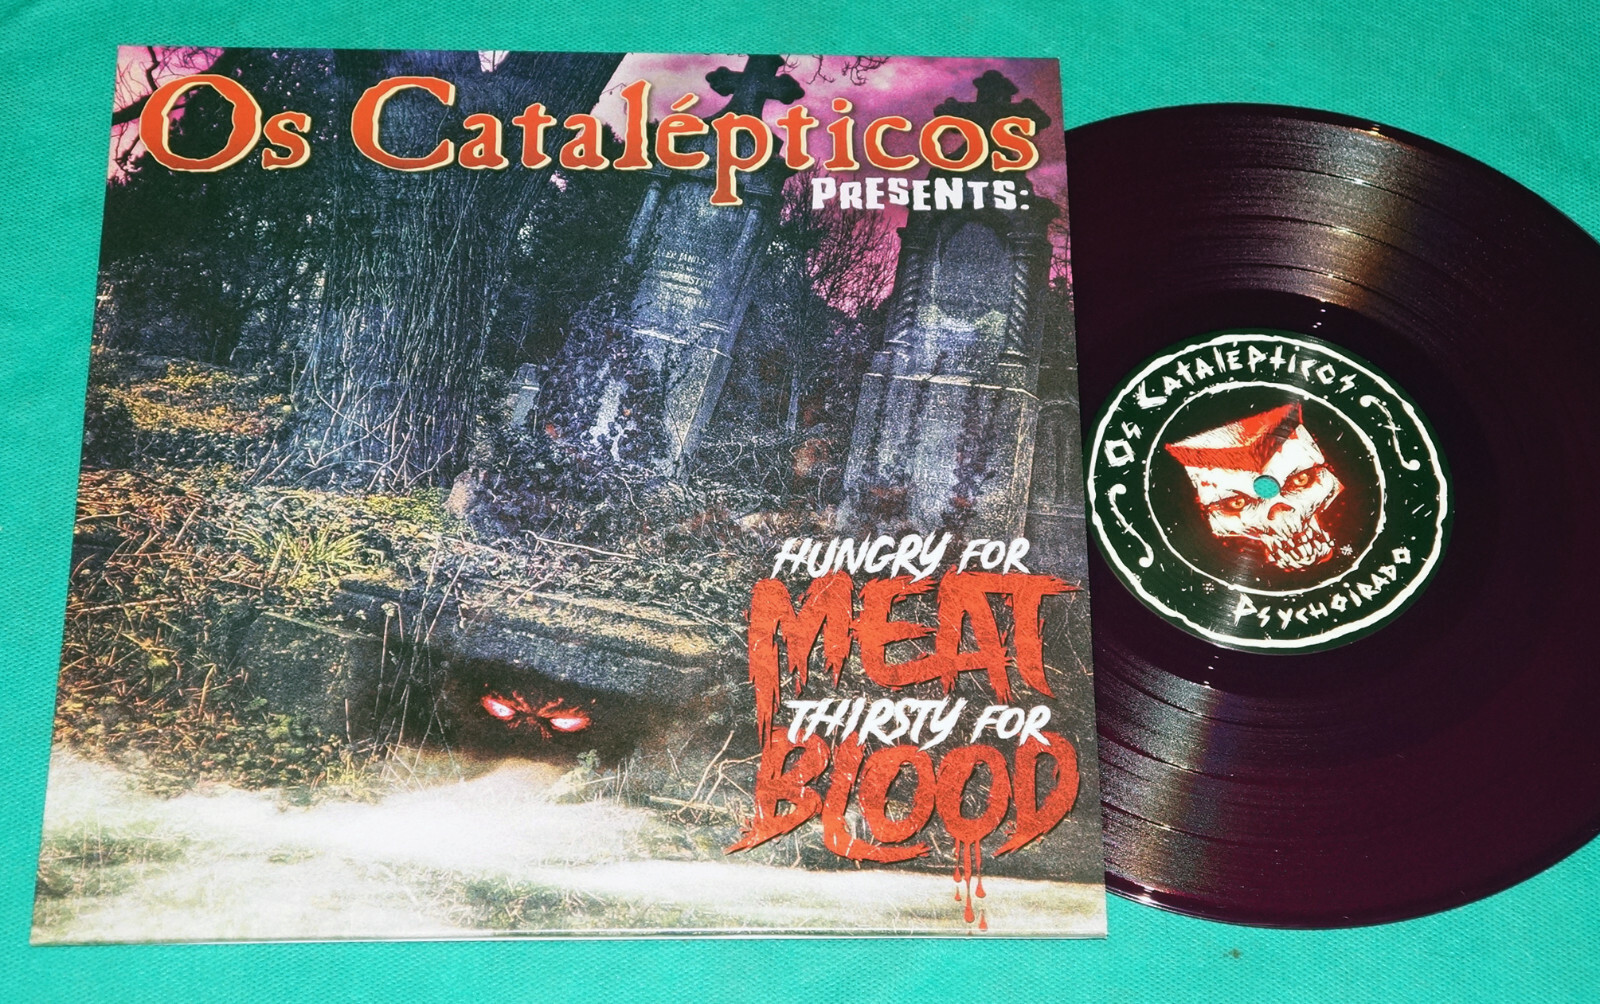 Os Catalépticos
PRESENTS:
HUNGRY FOR
MEAT
THIRSTY FOR
BLOOD
Os Catalépticos
Psychoirado